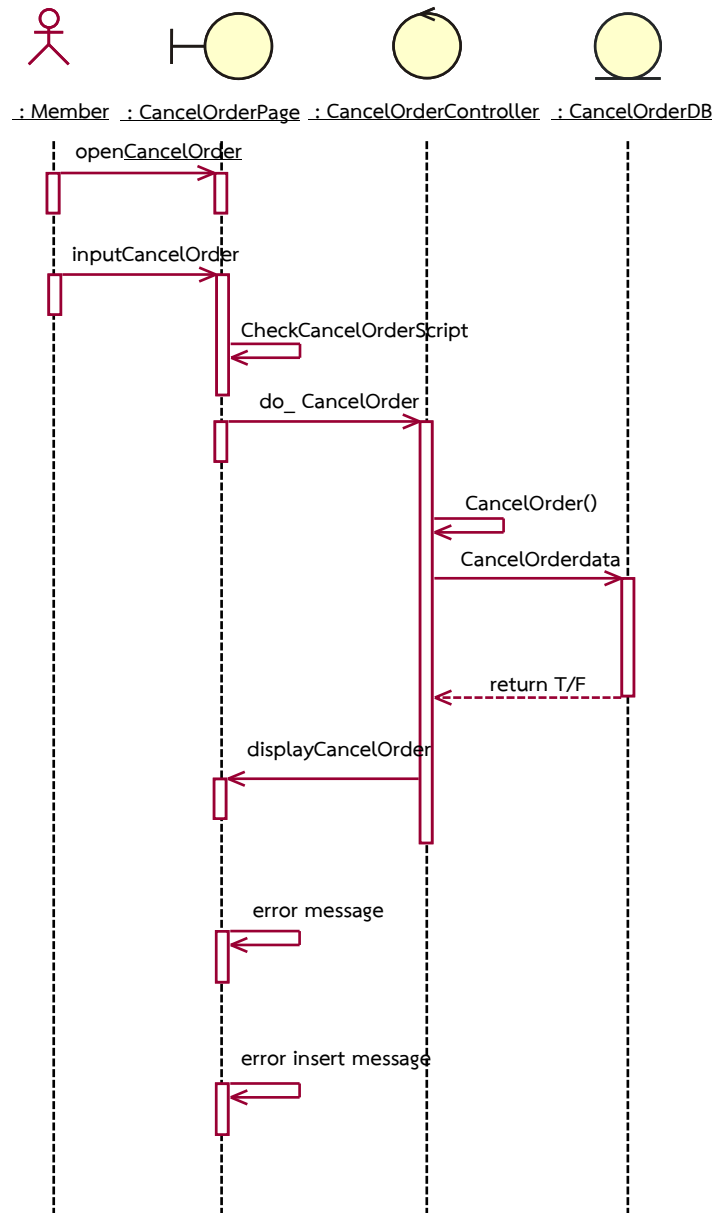 : Member
: CancelOrderPage
: CancelOrderController
: CancelOrderDB
openCancelOrder
inputCancelOrder
CheckCancelOrderScript
do_ CancelOrder
CancelOrder()
CancelOrderdata
return T/F
displayCancelOrder
error message
error insert message